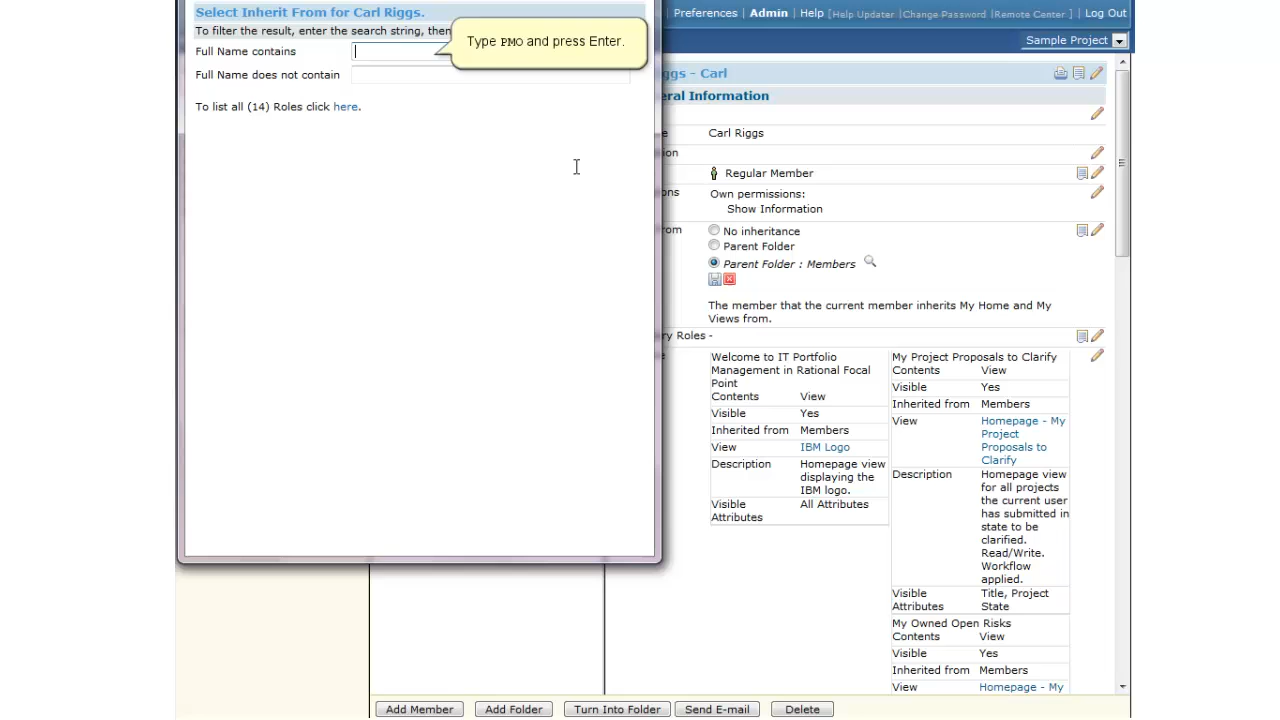 Select Inherit From for Carl Riggs.
To filter the result, enter the search string, then
Full Name contains
Type PMO and press Enter.
Full Name does not contain
To list all (14) Roles click here.
Preferences | Admin | Help [Help Updater |Change Password |Remote Center ] | Log Out
Sample Project
ggs - Carl
eral Information
e Carl Riggs
ion
Regular Member
ons Own permissions:
Show Information
rom No inheritance
Parent Folder
Parent Folder : Members
The member that the current member inherits My Home and My
Views from.
ry Roles -
e Welcome to IT Portfolio
Management in Rational Focal
Point
Contents View
Visible Yes
Inherited from Members
View IBM Logo
Description Homepage view
displaying the
IBM logo.
Visible All Attributes
Attributes
My Project Proposals to Clarify
Contents View
Visible Yes
Inherited from Members
View Homepage - My
Project
Proposals to
Clarify
Description Homepage view
for all projects
the current user
has submitted in
state to be
clarified.
Read/Write.
Workflow
applied.
Visible Title, Project
Attributes State
My Owned Open Risks
Contents View
Visible Yes
Inherited from Members
View Homepage - My
Add Member Add Folder Turn Into Folder Send E-mail Delete